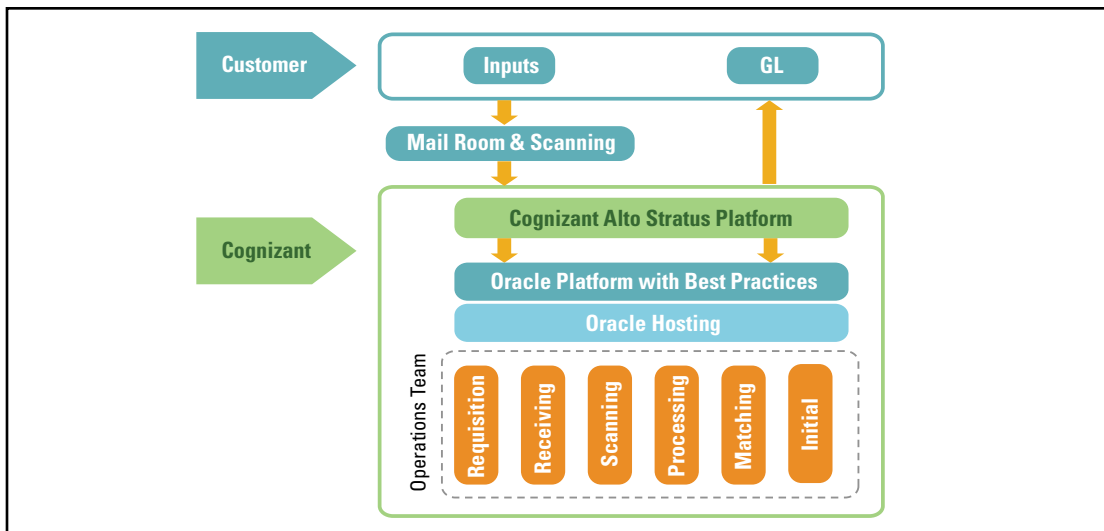 Customer
Inputs
GL
Mail Room & Scanning
Cognizant
Cognizant Alto Stratus Platform
Oracle Platform with Best Practices
Oracle Hosting
Operations Team
Requisition
Receiving
Scanning
Processing
Matching
Initial